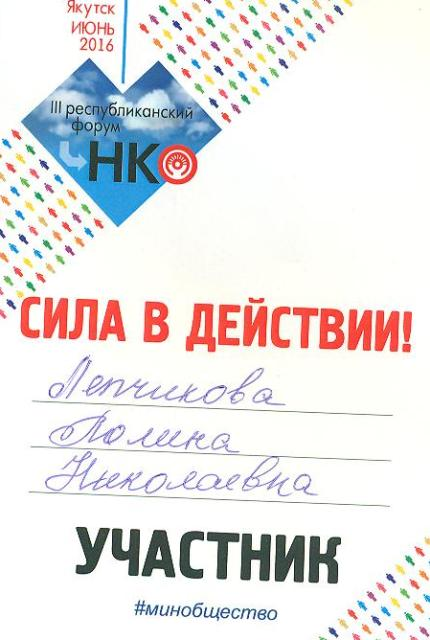 Якутск
ИЮНЬ
2016
III республиканский
форум
НКО
СИЛА В ДЕЙСТВИИ!
Лепчикова
Полина
Николаевна
УЧАСТНИК
#минобщество